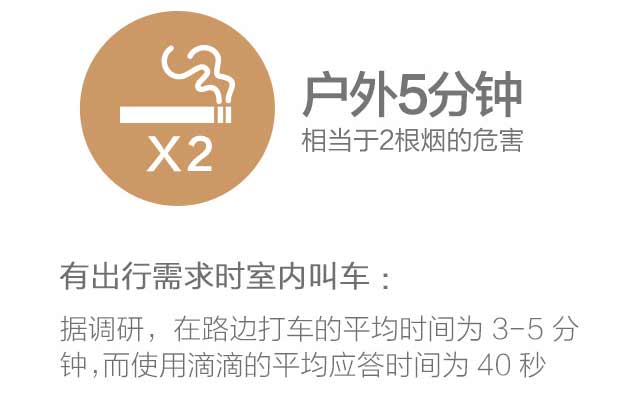 X2
户外5分钟
相当于2根烟的危害
有出行需求时室内叫车：
据调研，在路边打车的平均时间为 3-5 分
钟，而使用滴滴的平均应答时间为 40 秒